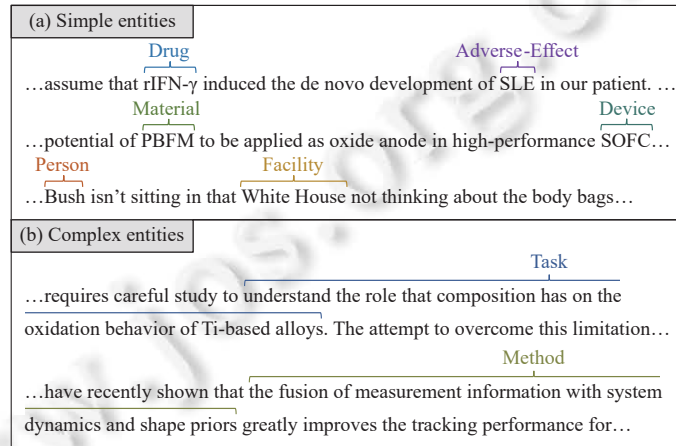 (a) Simple entities
Drug Adverse-Effect
…assume that rIFN-γ induced the de novo development of SLE in our patient. …
Material Device
…potential of PBFM to be applied as oxide anode in high-performance SOFC…
Person Facility
…Bush isn’t sitting in that White House not thinking about the body bags…
(b) Complex entities
Task
…requires careful study to understand the role that composition has on the
oxidation behavior of Ti-based alloys. The attempt to overcome this limitation…
Method
…have recently shown that the fusion of measurement information with system
dynamics and shape priors greatly improves the tracking performance for…